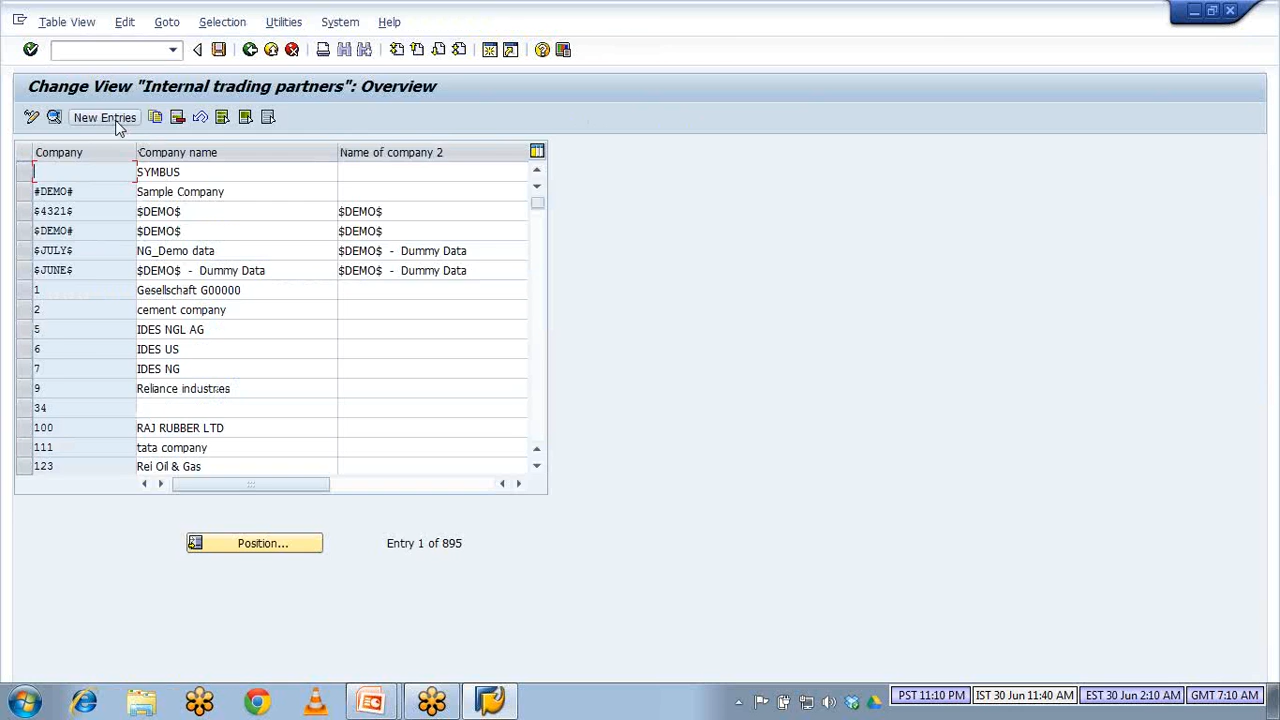 Table View Edit Goto Utilities System Help
Change View "Internal trading partners": Overview
New Entries
Company Company name Name of company 2
SYMBUS
#DEMO# Sample Company
$4321$ $DEMO$ $DEMO$
$DEMO# $DEMO$ $DEMO$
$JULY$ NG_Demo data $DEMO$ - Dummy Data
$JUNE$ $DEMO$ - Dummy Data $DEMO$ - Dummy Data
1 Gesellschaft G00000
2 cement company
5 IDES NGL AG
6 IDES US
7 IDES NG
9 Reliance industries
34
100 RAJ RUBBER LTD
111 tata company
123 Rel Oil & Gas
Position... Entry 1 of 895
PST 11:10 PM IST 30 Jun 11:40 AM EST 30 Jun 2:10 AM GMT 7:10 AM